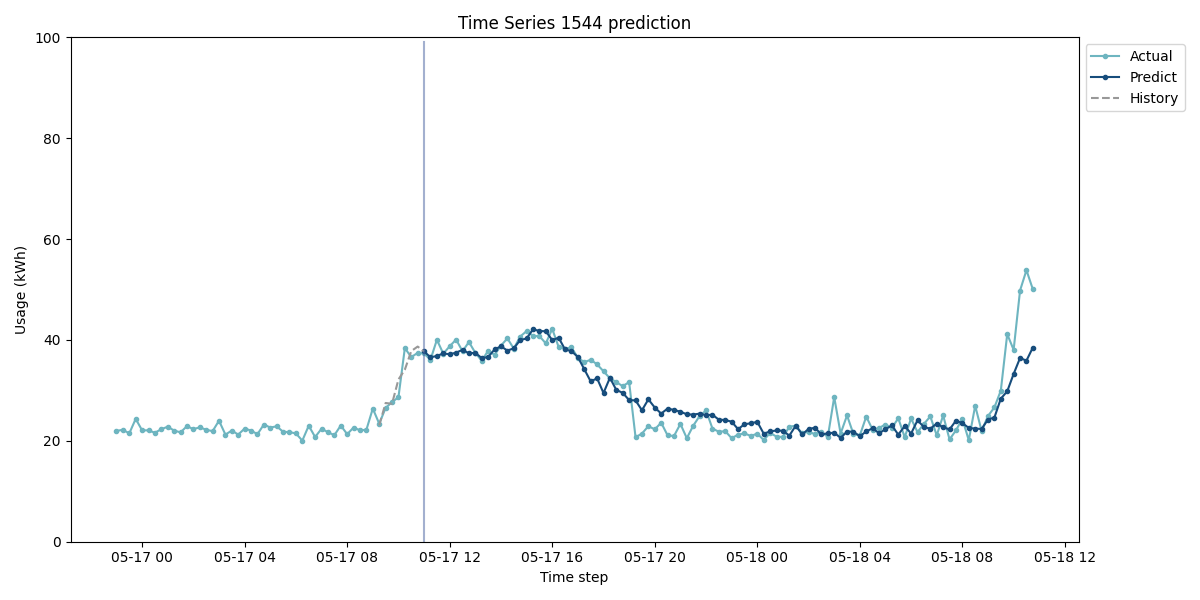 Time Series 1544 prediction
100
80
60
40
20
0
Usage (kWh)
05-17 00
05-17 04
05-17 08
05-17 12
05-17 16
05-17 20
05-18 00
05-18 04
05-18 08
05-18 12
Time step
Actual
Predict
History